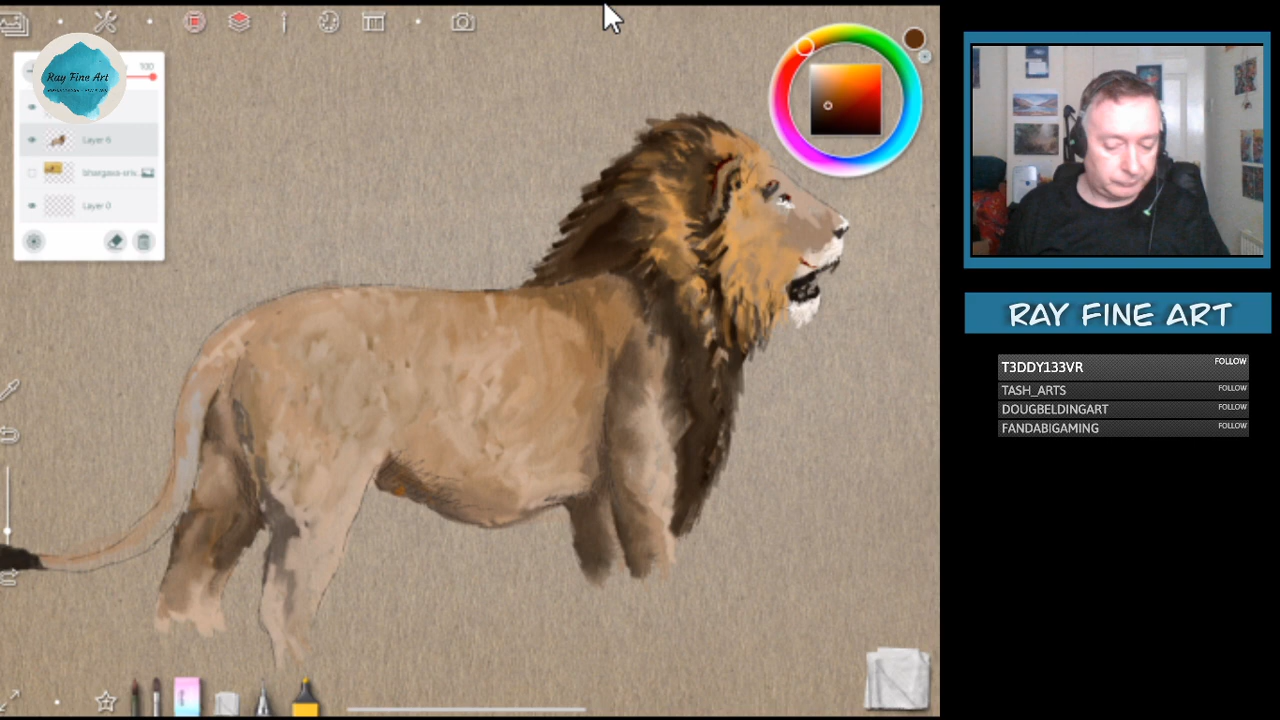 Ray Fine Art
100
Layer 6
Layer 0
RAY FINE ART
T3DDY133VR FOLLOW
TASH_ARTS FOLLOW
DOUGBELDINGART FOLLOW
FANDABIGAMING FOLLOW